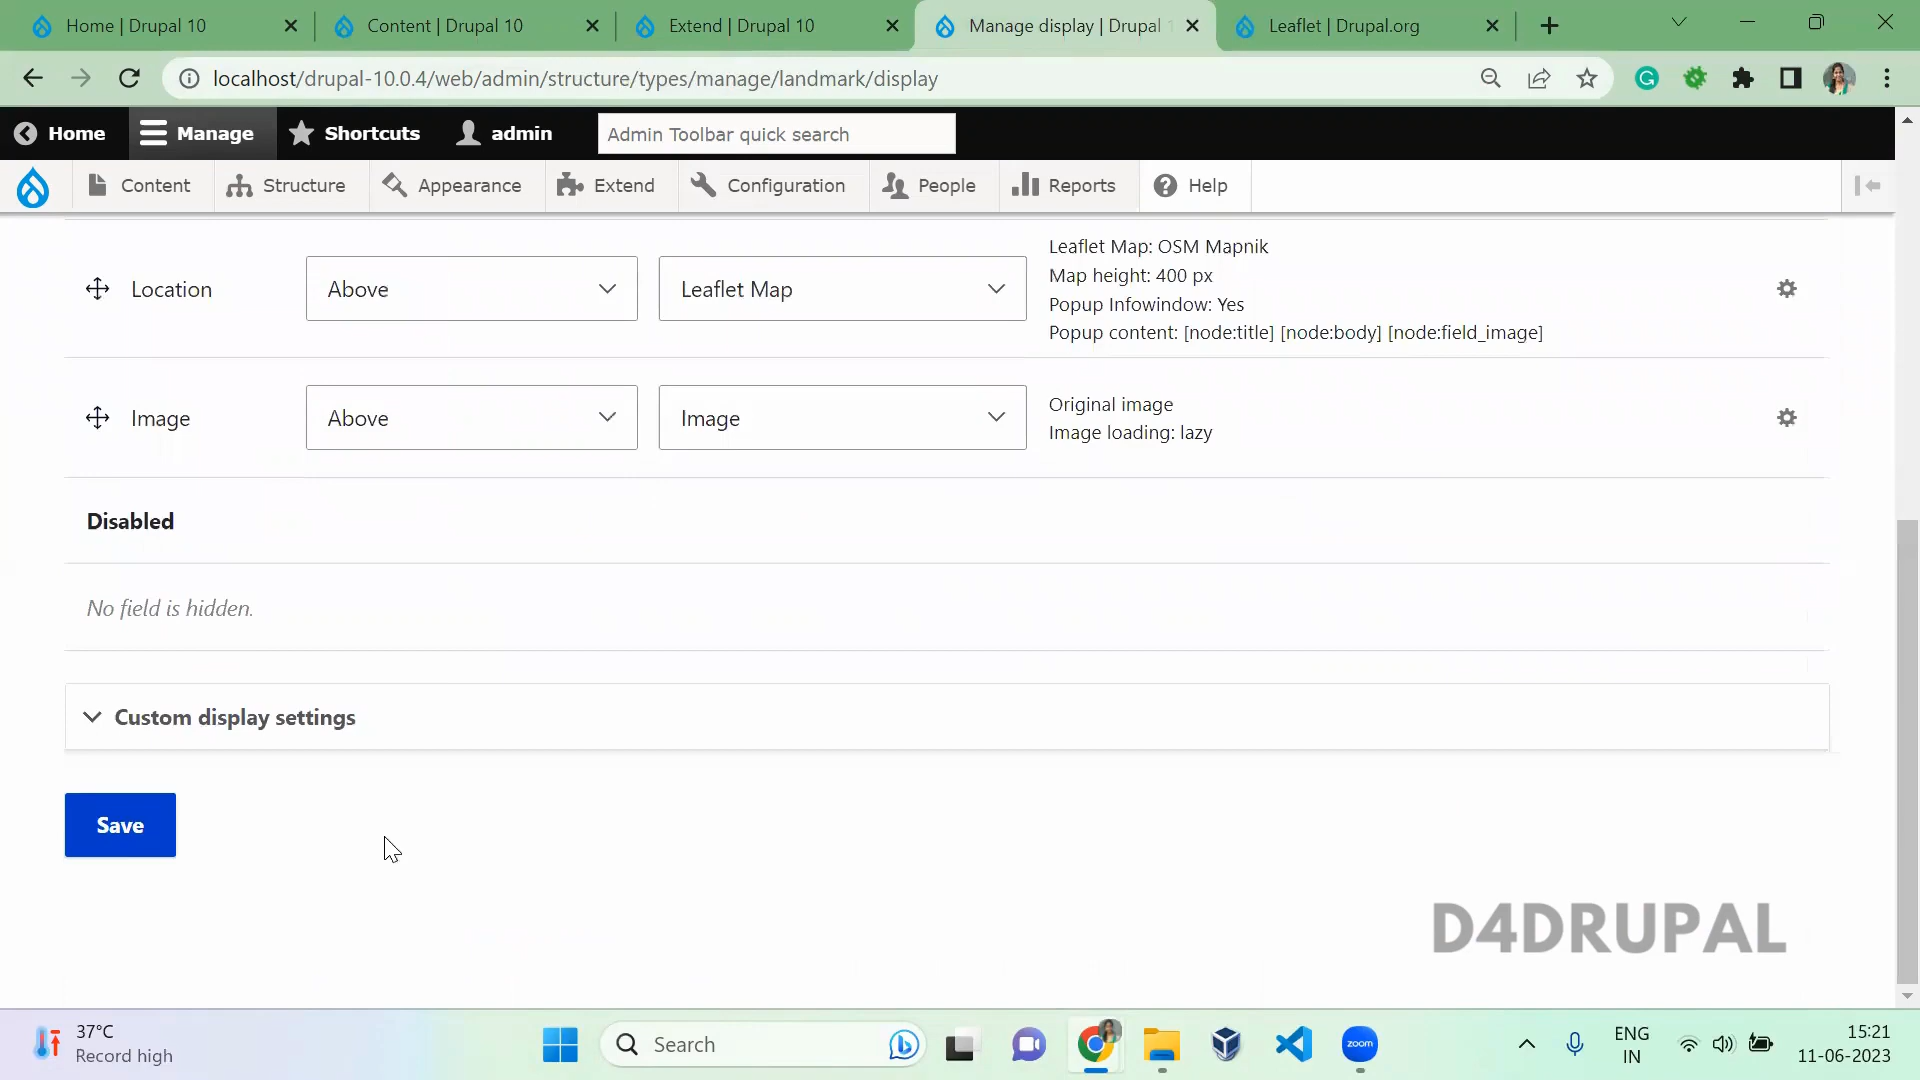 Home | Drupal 10
Content | Drupal 10
Extend | Drupal 10
Manage display | Drupal 1
Leaflet | Drupal.org
localhost/drupal-10.0.4/web/admin/structure/types/manage/landmark/display
Home
Manage
Shortcuts
admin
Admin Toolbar quick search
Content
Structure
Appearance
Extend
Configuration
People
Reports
Help
Location
Above
Leaflet Map
Leaflet Map: OSM Mapnik
Map height: 400 px
Popup Infowindow: Yes
Popup content: [node:title] [node:body] [node:field_image]
Image
Above
Image
Original image
Image loading: lazy
Disabled
No field is hidden.
Custom display settings
Save
D4DRUPAL
37°C
Record high
Search
zoom
ENG
IN
15:21
11-06-2023